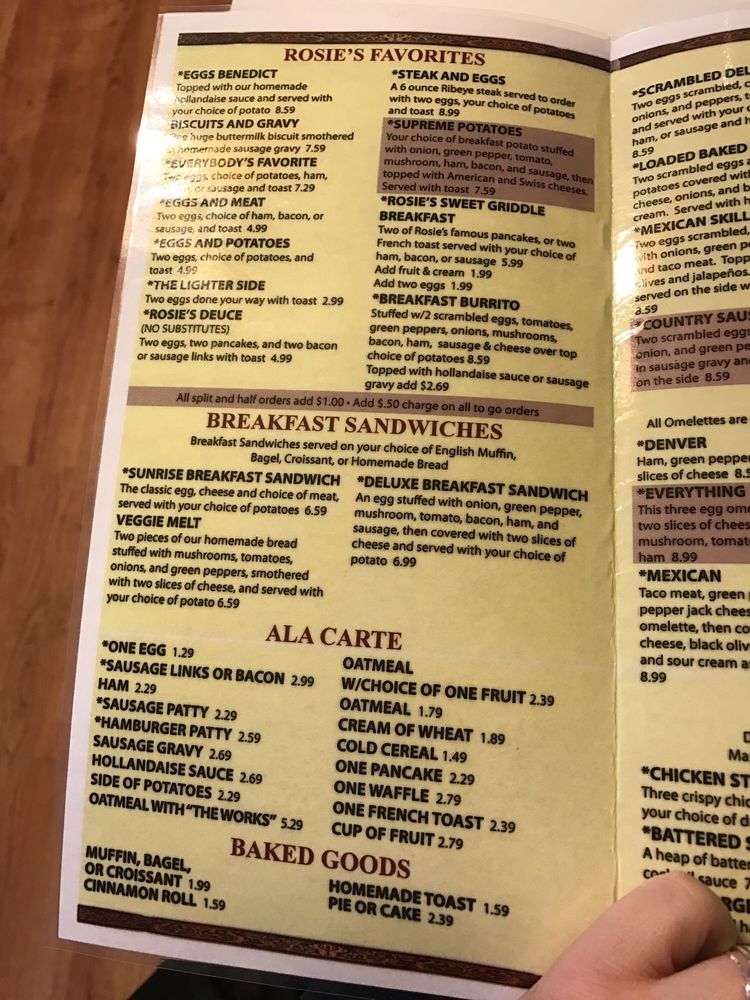 ROSIE'S FAVORITES
*EGGS BENEDICT
Topped with our homemade
hollandaise sauce and served with
your choice of potato 8.59
BISCUITS AND GRAVY
One huge buttermilk biscuit smothered
in homemade sausage gravy 7.59
*EVERYBODY'S FAVORITE
Two eggs, choice of potatoes, ham,
or sausage and toast 7.29
*EGGS AND MEAT
Two eggs, choice of ham, bacon, or
sausage, and toast 4.99
*EGGS AND POTATOES
Two eggs, choice of potatoes, and
toast 4.99
*THE LIGHTER SIDE
Two eggs done your way with toast 2.99
*ROSIE'S DEUCE
(NO SUBSTITUTES)
Two eggs, two pancakes, and two bacon
or sausage links with toast 4.99
*STEAK AND EGGS
A 6 ounce Ribeye steak served to order
with two eggs, your choice of potatoes
and toast 8.99
*SUPREME POTATOES
Your choice of breakfast potato stuffed
with onion, green pepper, tomato,
mushroom, ham, bacon, and sausage, then
topped with American and Swiss cheeses.
Served with toast 7.59
*ROSIE'S SWEET GRIDDLE
BREAKFAST
Two of Rosie's famous pancakes, or two
French toast served with your choice of
ham, bacon, or sausage 5.99
Add fruit & cream 1.99
Add two eggs 1.99
*BREAKFAST BURRITO
Stuffed w/2 scrambled eggs, tomatoes,
green peppers, onions, mushrooms,
bacon, ham, sausage & cheese over top
choice of potatoes 8.59
Topped with hollandaise sauce or sausage
gravy add $2.69
All split and half orders add $1.00 • Add $.50 charge on all to go orders
BREAKFAST SANDWICHES
Breakfast Sandwiches served on your choice of English Muffin,
Bagel, Croissant, or Homemade Bread
*SUNRISE BREAKFAST SANDWICH
The classic egg, cheese and choice of meat,
served with your choice of potatoes 6.59
VEGGIE MELT
Two pieces of our homemade bread
stuffed with mushrooms, tomatoes,
onions, and green peppers, smothered
with two slices of cheese, and served with
your choice of potato 6.59
*DELUXE BREAKFAST SANDWICH
An egg stuffed with onion, green pepper,
mushroom, tomato, bacon, ham, and
sausage, then covered with two slices of
cheese and served with your choice of
potato 6.99
ALA CARTE
*ONE EGG 1.29
*SAUSAGE LINKS OR BACON 2.99
HAM 2.29
*SAUSAGE PATTY 2.29
*HAMBURGER PATTY 2.59
SAUSAGE GRAVY 2.69
HOLLANDAISE SAUCE 2.69
SIDE OF POTATOES 2.29
OATMEAL WITH "THE WORKS" 5.29
OATMEAL
W/CHOICE OF ONE FRUIT 2.39
OATMEAL 1.79
CREAM OF WHEAT 1.89
COLD CEREAL 1.49
ONE PANCAKE 2.29
ONE WAFFLE 2.79
ONE FRENCH TOAST 2.39
CUP OF FRUIT 2.79
BAKED GOODS
MUFFIN, BAGEL,
OR CROISSANT 1.99
CINNAMON ROLL 1.59
HOMEMADE TOAST 1.59
PIE OR CAKE 2.39
*SCRAMBLED
Two eggs scrambled,
onions, and peppers,
and served with your
ham, or sausage and
8.59
*LOADED BAKED
Two scrambled eggs
potatoes covered with
cheese, onions, and
cream. Served with
*MEXICAN
Two eggs scrambled,
with onions, green
and taco meat.
olives and jalapeños.
served on the side
8.59
*COUNTRY
Two scrambled eggs
onion, and green
in sausage gravy and
on the side 8.59
All Omelettes are
*DENVER
Ham, green pepper
slices of cheese
*EVERYTHING
This three egg
two slices of
mushroom,
ham 8.99
*MEXICAN
Taco meat, green
pepper jack
omelette, then
cheese, black
and sour cream
8.99
*CHICKEN
Three crispy
your choice of
*BATTERED
A heap of
sauce